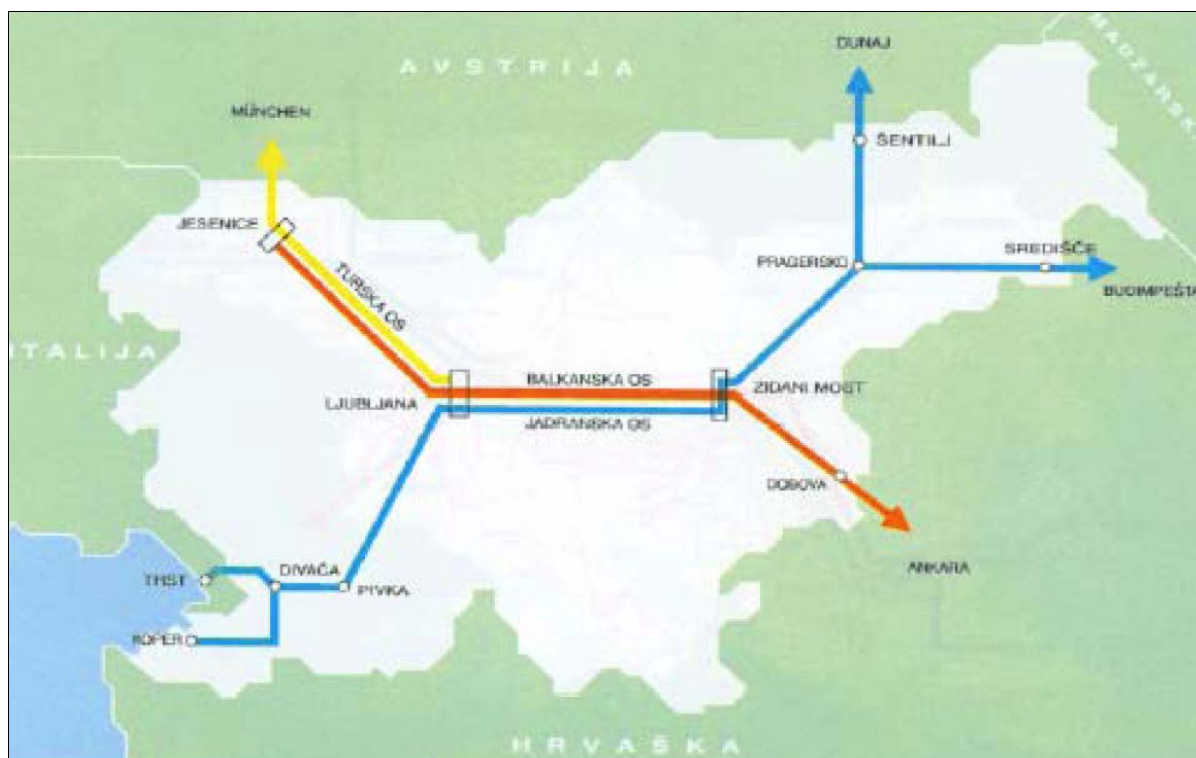 DUNAJ
MADŽARSKA
AVSTRIJA
MÜNCHEN
ŠENTILJ
JESENICE
SREDIŠČE
PRAGERSKO
TURSKA OS
BUDIMPEŠTA
ITALIJA
BALKANSKA OS
ZIDANI MOST
LJUBLJANA
JADRANSKA OS
DOBOVA
ANKARA
DIVAČA
TRST
PIVKA
KOPER
HRVAŠKA